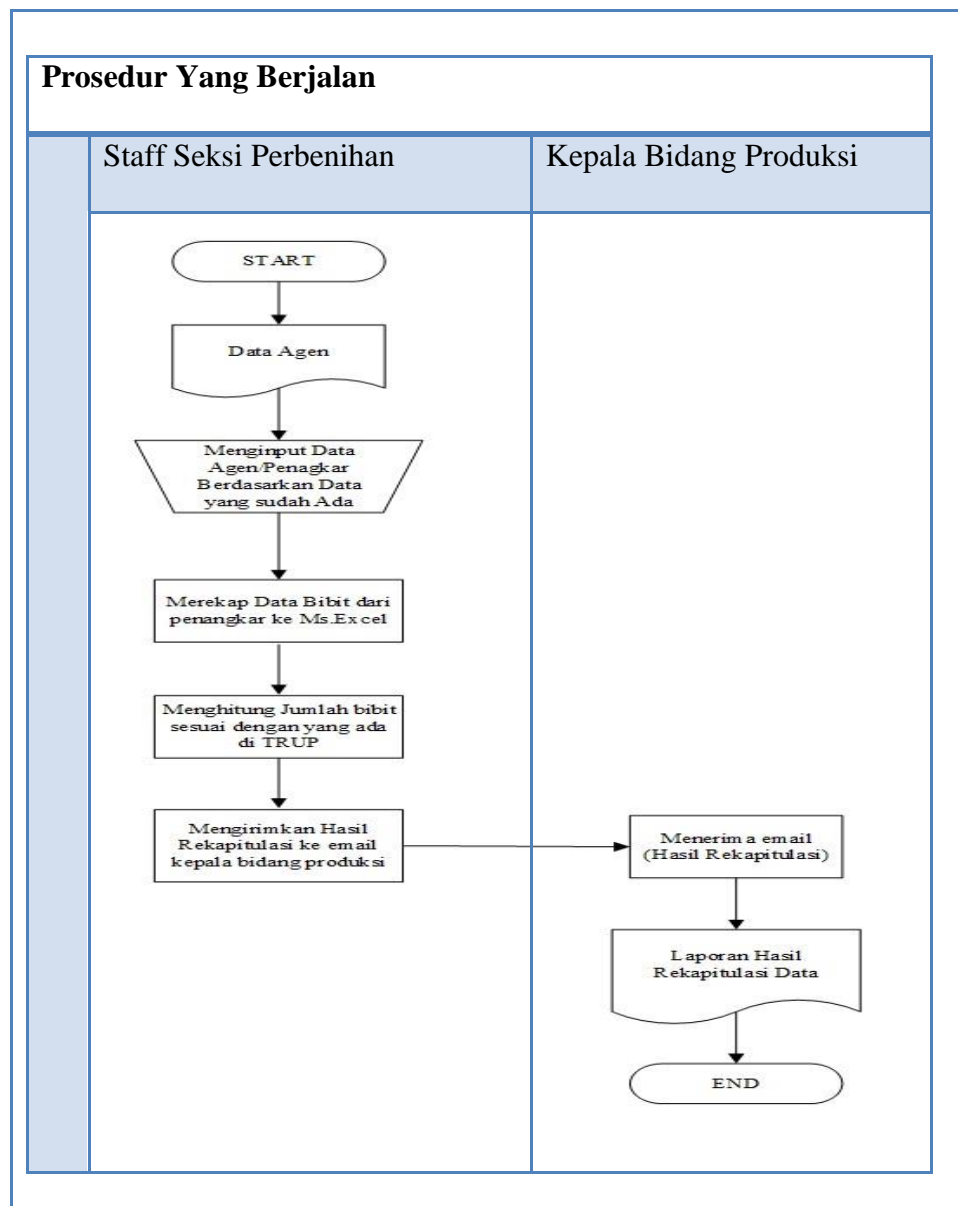 Prosedur Yang Berjalan
Staff Seksi Perbenihan
Kepala Bidang Produksi
START
Data Agen
Menginput Data
Agen/Penagkar
Berdasarkan Data
yang sudah Ada
Merekap Data Bibit dari
penangkar ke Ms.Excel
Menghitung Jumlah bibit
sesuai dengan yang ada
di TRUP
Mengirimkan Hasil
Rekapitulasi ke email
kepala bidang produksi
Menerima email
(Hasil Rekapitulasi)
Laporan Hasil
Rekapitulasi Data
END